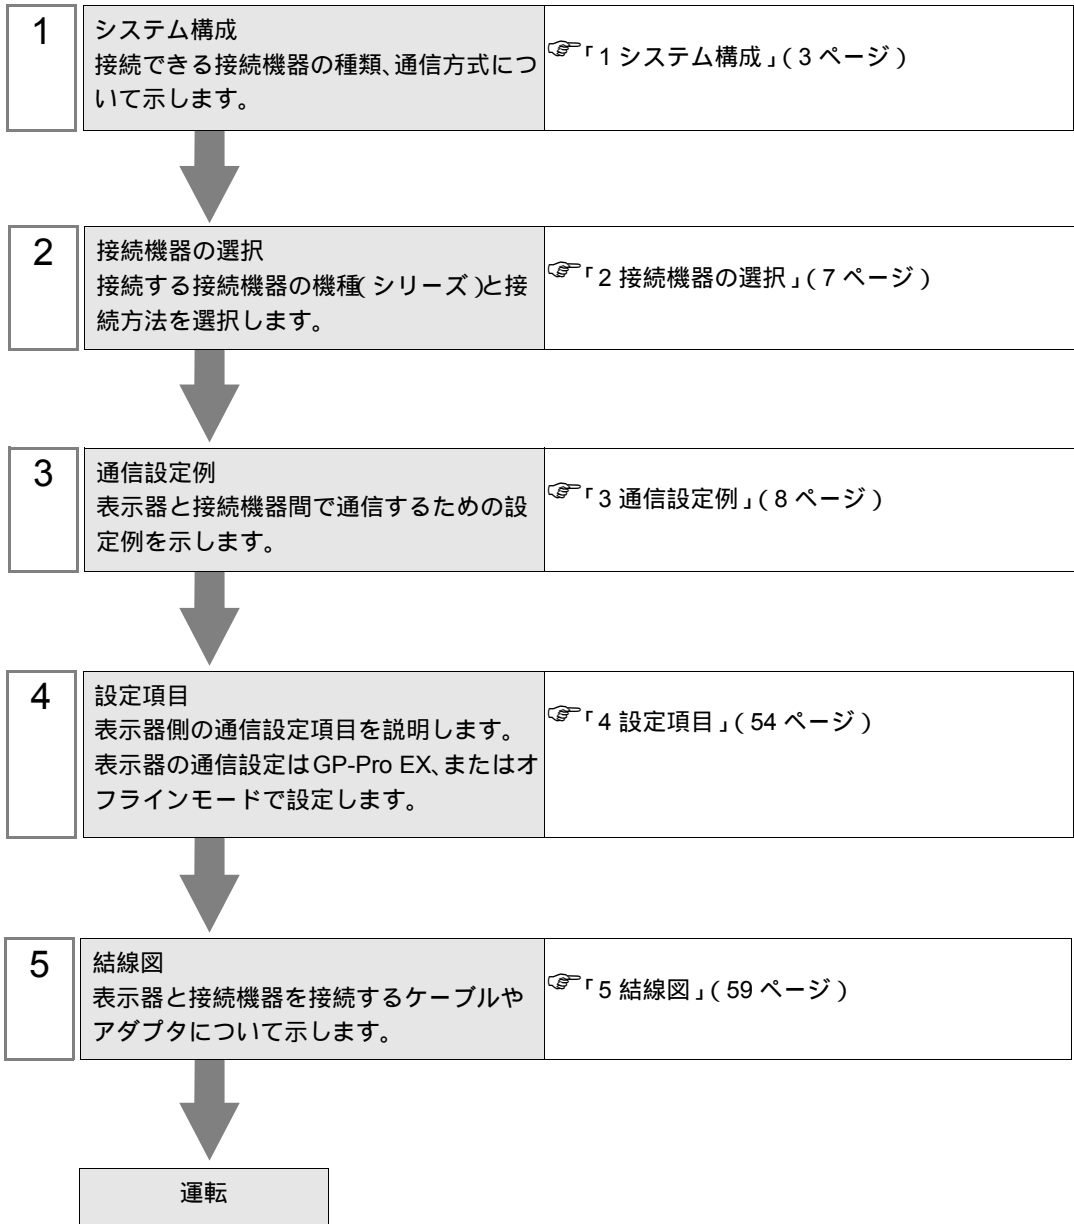 1
システム構成
接続できる接続機器の種類、通信方式につ
いて示します。
☞「1 システム構成」( 3 ページ )
2
接続機器の選択
接続する接続機器の機種( シリーズ )と接
続方法を選択します。
☞「2 接続機器の選択」( 7 ページ )
3
通信設定例
表示器と接続機器間で通信するための設
定例を示します。
☞「3 通信設定例」( 8 ページ )
4
設定項目
表示器側の通信設定項目を説明します。
表示器の通信設定は GP-Pro EX、またはオ
フラインモードで設定します。
☞「4 設定項目」( 54 ページ )
5
結線図
表示器と接続機器を接続するケーブルや
アダプタについて示します。
☞「5 結線図」( 59 ページ )
運転